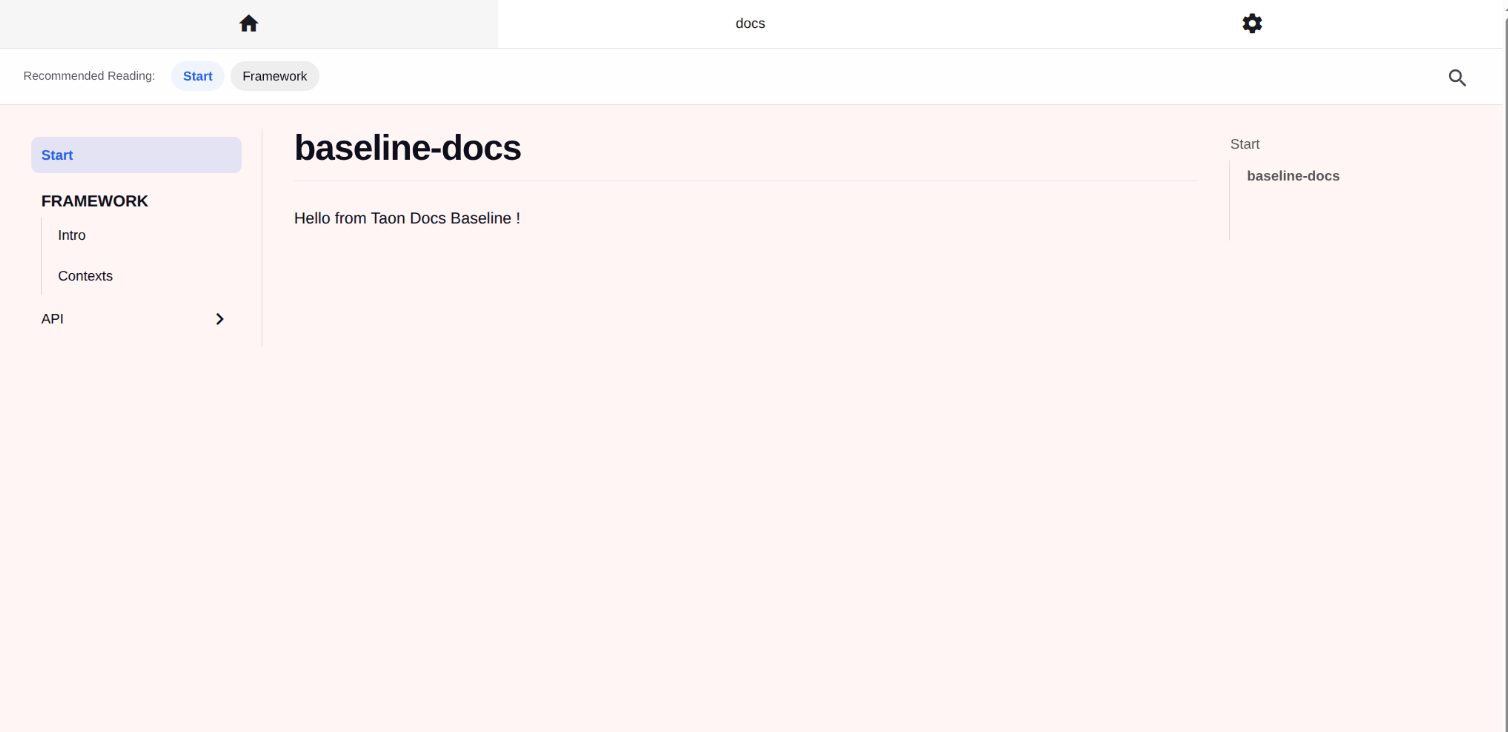 docs
Recommended Reading: Start Framework
Start
FRAMEWORK
Intro
Contexts
API
baseline-docs
Hello from Taon Docs Baseline !
Start
baseline-docs